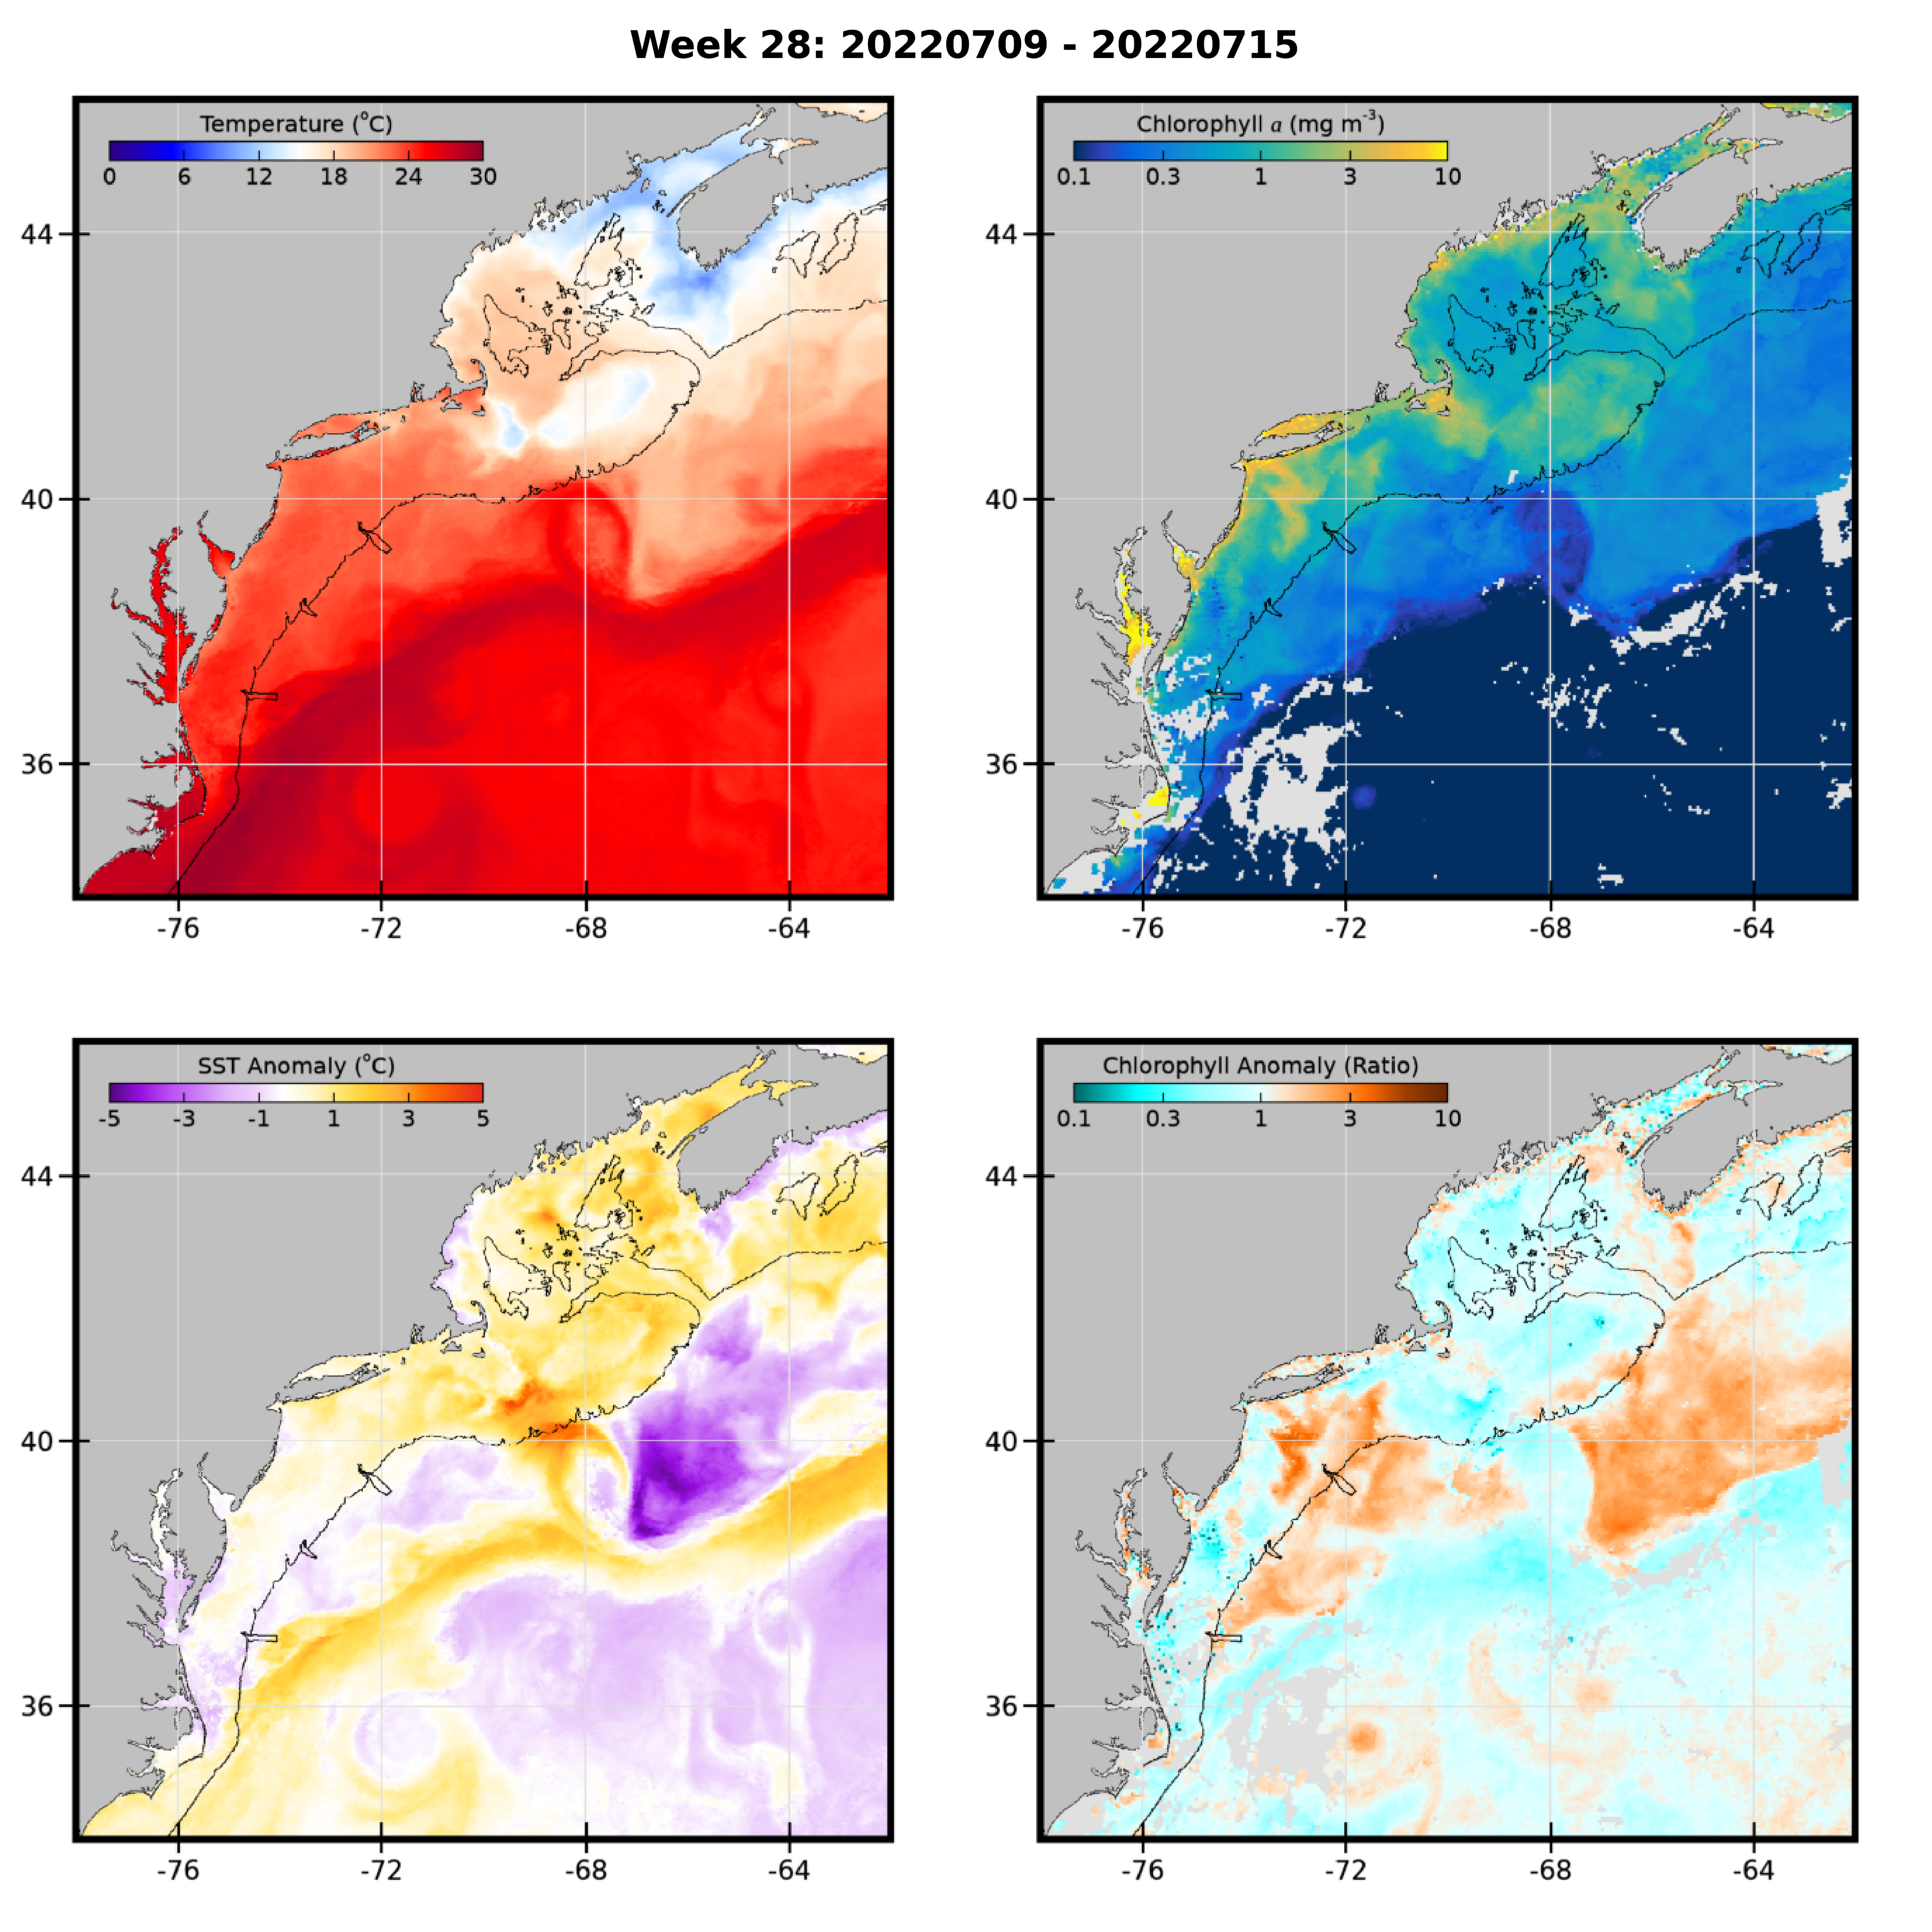 Week 28: 20220709 - 20220715
Temperature (°C)
0 6 12 18 24 30
44
40
36
-76 -72 -68 -64
Chlorophyll a (mg m⁻³)
0.1 0.3 1 3 10
44
40
36
-76 -72 -68 -64
SST Anomaly (°C)
-5 -3 -1 1 3 5
44
40
36
-76 -72 -68 -64
Chlorophyll Anomaly (Ratio)
0.1 0.3 1 3 10
44
40
36
-76 -72 -68 -64